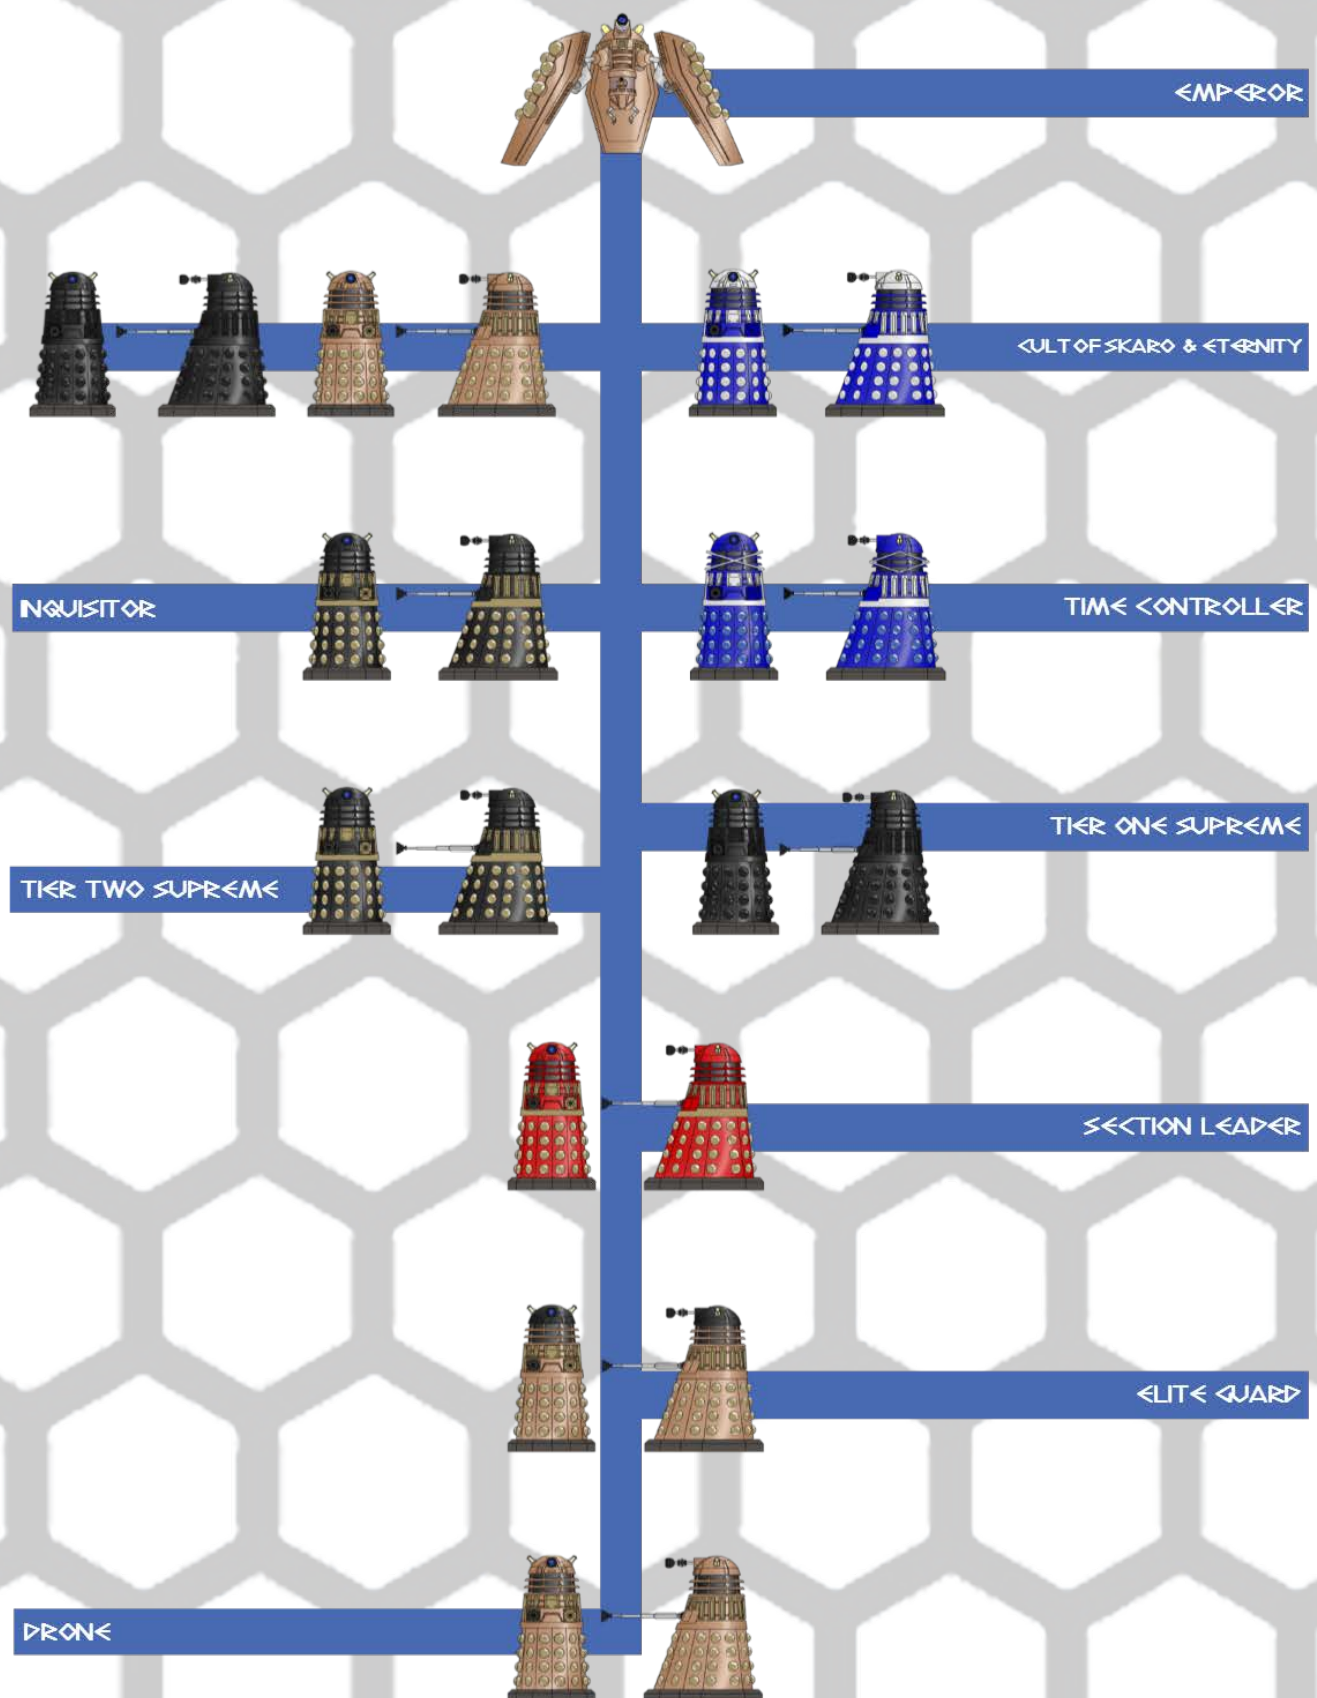 EMPEROR
CULT OF SKARO & ETERNITY
INQUISITOR
TIME CONTROLLER
TIER ONE SUPREME
TIER TWO SUPREME
SECTION LEADER
ELITE GUARD
DRONE